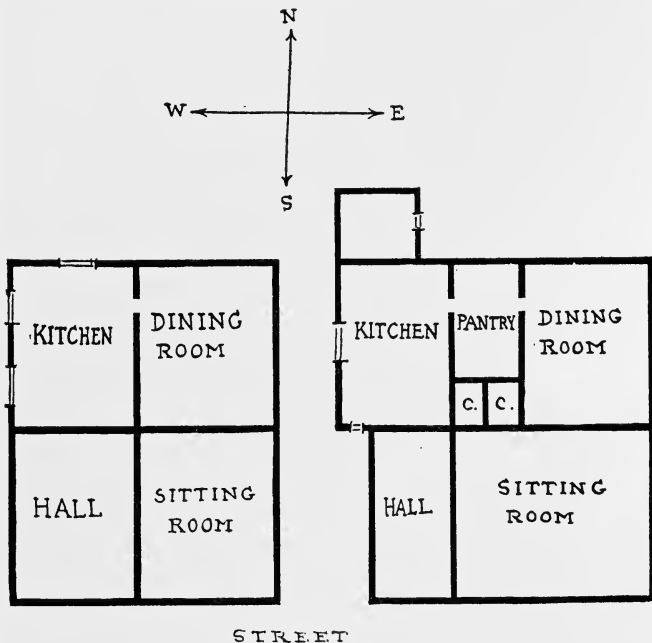 N
W E
S
KITCHEN DINING
ROOM
HALL SITTING
ROOM
KITCHEN PANTRY DINING
ROOM
C. C.
HALL SITTING
ROOM
STREET